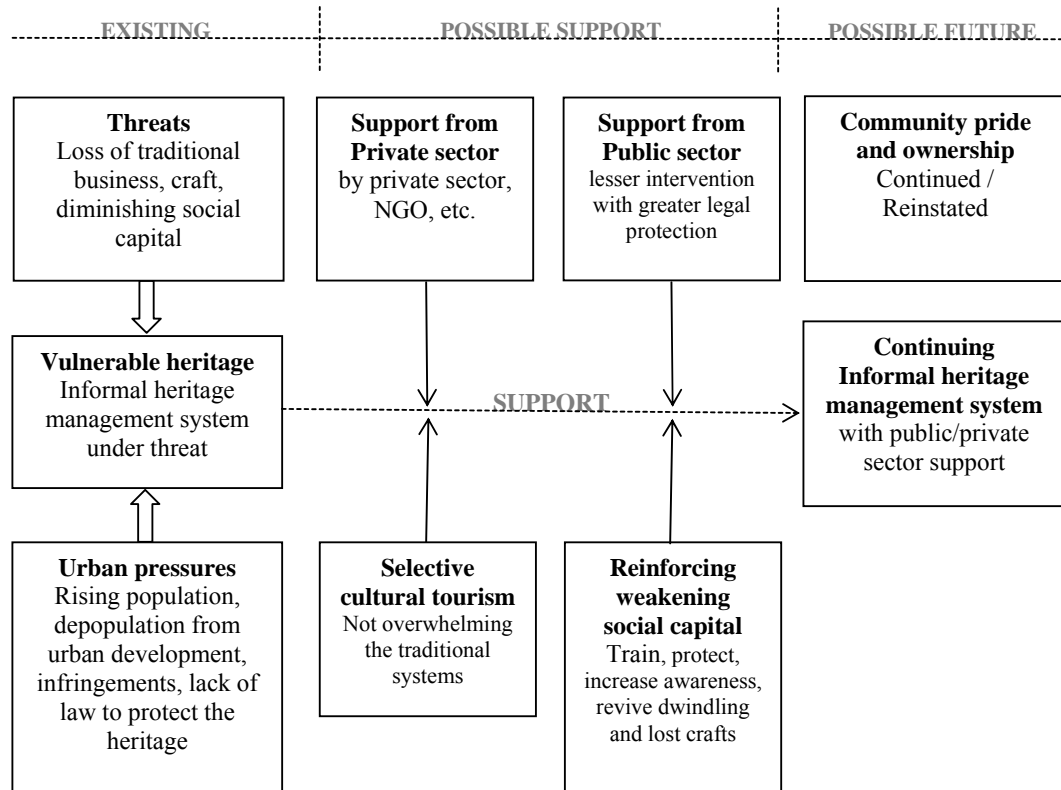 EXISTING
POSSIBLE SUPPORT
POSSIBLE FUTURE
Threats
Loss of traditional
business, craft,
diminishing social
capital
Support from
Private sector
by private sector,
NGO, etc.
Support from
Public sector
lesser intervention
with greater legal
protection
Community pride
and ownership
Continued /
Reinstated
Vulnerable heritage
Informal heritage
management system
under threat
SUPPORT
Continuing
Informal heritage
management system
with public/private
sector support
Urban pressures
Rising population,
depopulation from
urban development,
infringements, lack of
law to protect the
heritage
Selective
cultural tourism
Not overwhelming
the traditional
systems
Reinforcing
weakening
social capital
Train, protect,
increase awareness,
revive dwindling
and lost crafts